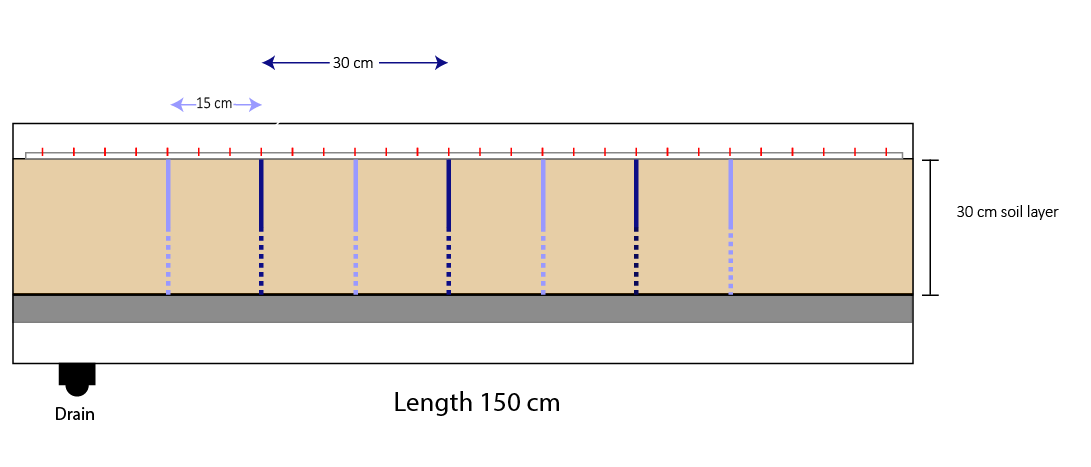 30 cm
15 cm
30 cm soil layer
Length 150 cm
Drain